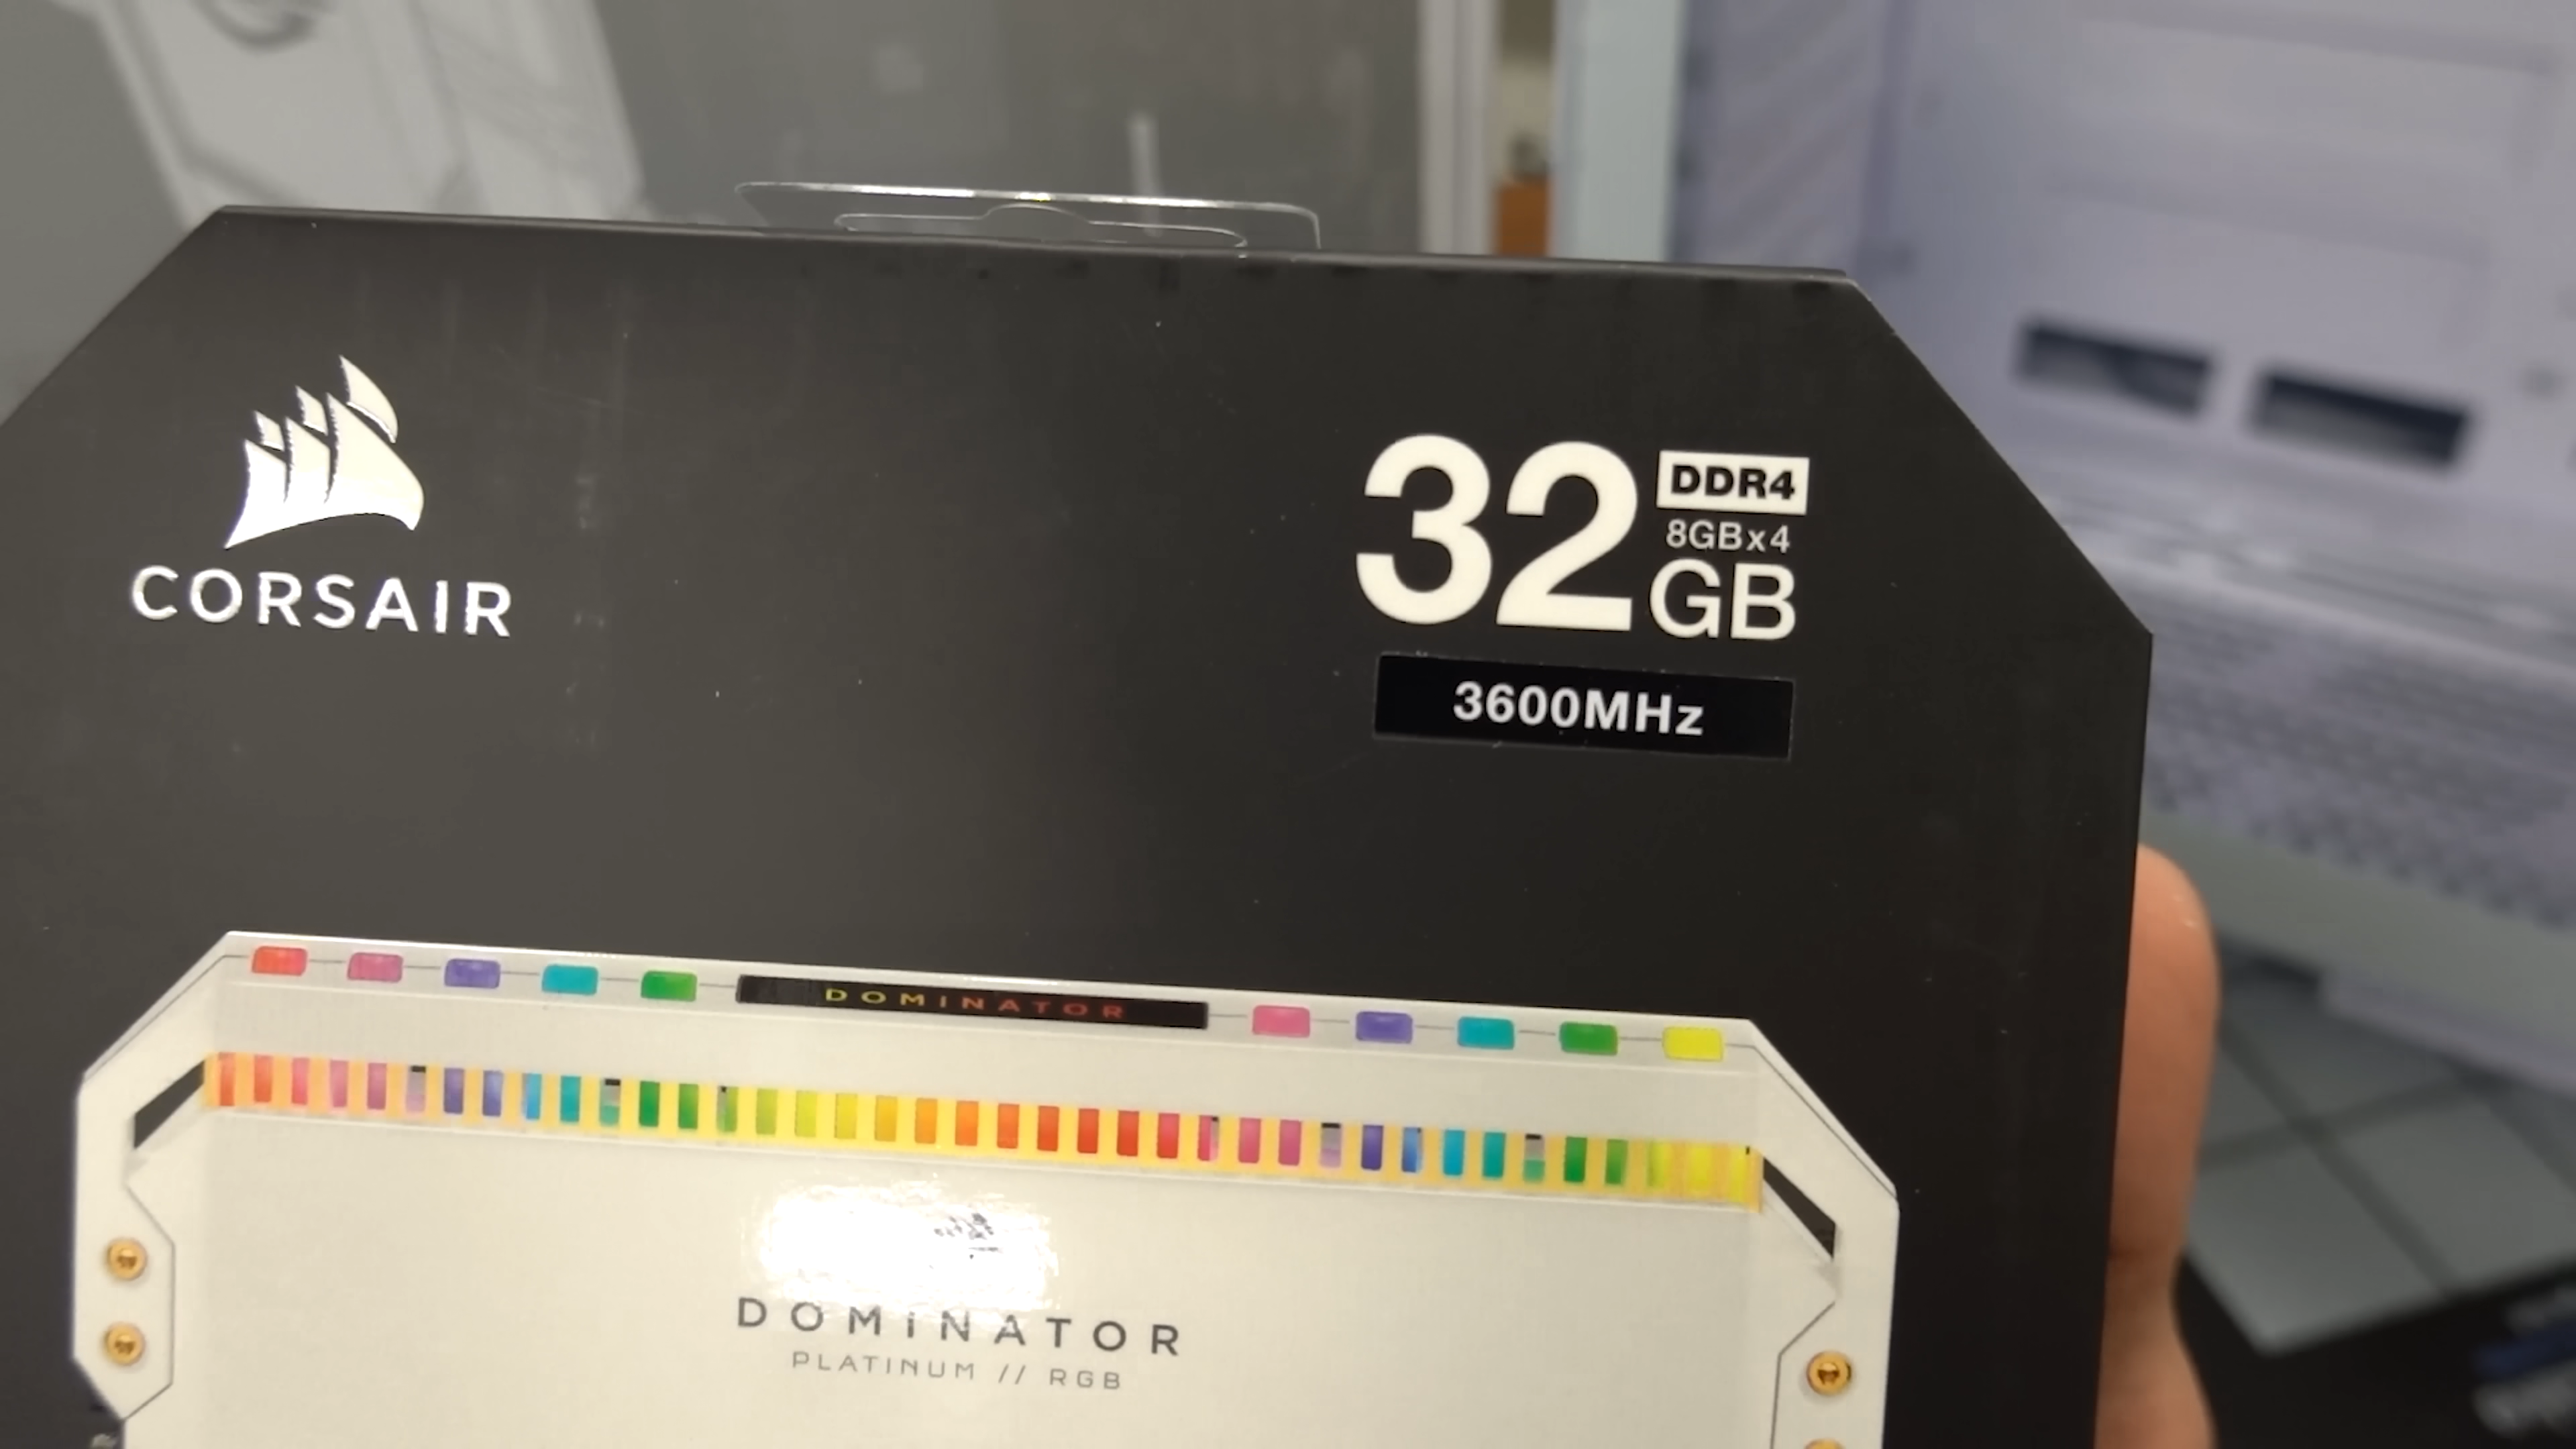 CORSAIR
32 GB
DDR4
8GBx4
3600MHz
DOMINATOR
DOMINATOR
PLATINUM // RGB